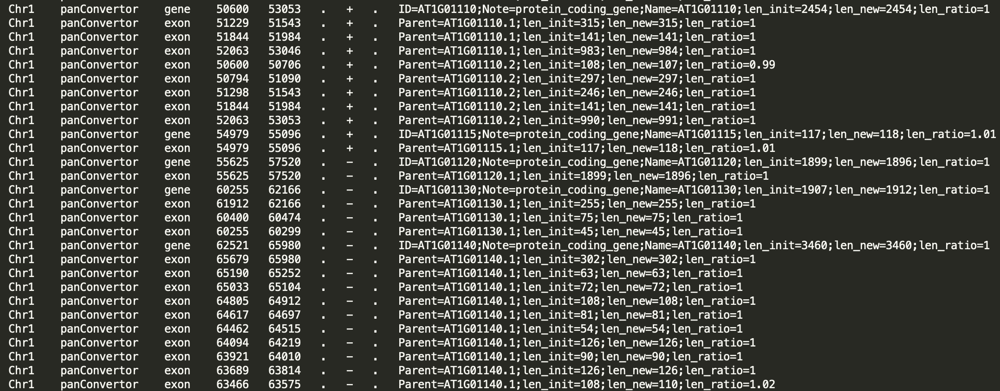 Chr1 panConvertor gene 50600 53053 . + . ID=AT1G01110;Note=protein_coding_gene;Name=AT1G01110;len_init=2454;len_new=2454;len_ratio=1
Chr1 panConvertor exon 51229 51543 . + . Parent=AT1G01110.1;len_init=315;len_new=315;len_ratio=1
Chr1 panConvertor exon 51844 51984 . + . Parent=AT1G01110.1;len_init=141;len_new=141;len_ratio=1
Chr1 panConvertor exon 52063 53046 . + . Parent=AT1G01110.1;len_init=983;len_new=984;len_ratio=1
Chr1 panConvertor exon 50600 50706 . + . Parent=AT1G01110.2;len_init=108;len_new=107;len_ratio=0.99
Chr1 panConvertor exon 50794 51090 . + . Parent=AT1G01110.2;len_init=297;len_new=297;len_ratio=1
Chr1 panConvertor exon 51298 51543 . + . Parent=AT1G01110.2;len_init=246;len_new=246;len_ratio=1
Chr1 panConvertor exon 51844 51984 . + . Parent=AT1G01110.2;len_init=141;len_new=141;len_ratio=1
Chr1 panConvertor exon 52063 53053 . + . Parent=AT1G01110.2;len_init=990;len_new=991;len_ratio=1
Chr1 panConvertor gene 54979 55096 . + . ID=AT1G01115;Note=protein_coding_gene;Name=AT1G01115;len_init=117;len_new=118;len_ratio=1.01
Chr1 panConvertor exon 54979 55096 . + . Parent=AT1G01115.1;len_init=117;len_new=118;len_ratio=1.01
Chr1 panConvertor gene 55625 57520 . - . ID=AT1G01120;Note=protein_coding_gene;Name=AT1G01120;len_init=1899;len_new=1896;len_ratio=1
Chr1 panConvertor exon 55625 57520 . - . Parent=AT1G01120.1;len_init=1899;len_new=1896;len_ratio=1
Chr1 panConvertor gene 60255 62166 . - . ID=AT1G01130;Note=protein_coding_gene;Name=AT1G01130;len_init=1907;len_new=1912;len_ratio=1
Chr1 panConvertor exon 61912 62166 . - . Parent=AT1G01130.1;len_init=255;len_new=255;len_ratio=1
Chr1 panConvertor exon 60400 60474 . - . Parent=AT1G01130.1;len_init=75;len_new=75;len_ratio=1
Chr1 panConvertor exon 60255 60299 . - . Parent=AT1G01130.1;len_init=45;len_new=45;len_ratio=1
Chr1 panConvertor gene 62521 65980 . - . ID=AT1G01140;Note=protein_coding_gene;Name=AT1G01140;len_init=3460;len_new=3460;len_ratio=1
Chr1 panConvertor exon 65679 65980 . - . Parent=AT1G01140.1;len_init=302;len_new=302;len_ratio=1
Chr1 panConvertor exon 65190 65252 . - . Parent=AT1G01140.1;len_init=63;len_new=63;len_ratio=1
Chr1 panConvertor exon 65033 65104 . - . Parent=AT1G01140.1;len_init=72;len_new=72;len_ratio=1
Chr1 panConvertor exon 64805 64912 . - . Parent=AT1G01140.1;len_init=108;len_new=108;len_ratio=1
Chr1 panConvertor exon 64617 64697 . - . Parent=AT1G01140.1;len_init=81;len_new=81;len_ratio=1
Chr1 panConvertor exon 64462 64515 . - . Parent=AT1G01140.1;len_init=54;len_new=54;len_ratio=1
Chr1 panConvertor exon 64094 64219 . - . Parent=AT1G01140.1;len_init=126;len_new=126;len_ratio=1
Chr1 panConvertor exon 63921 64010 . - . Parent=AT1G01140.1;len_init=90;len_new=90;len_ratio=1
Chr1 panConvertor exon 63689 63814 . - . Parent=AT1G01140.1;len_init=126;len_new=126;len_ratio=1
Chr1 panConvertor exon 63466 63575 . - . Parent=AT1G01140.1;len_init=108;len_new=110;len_ratio=1.02